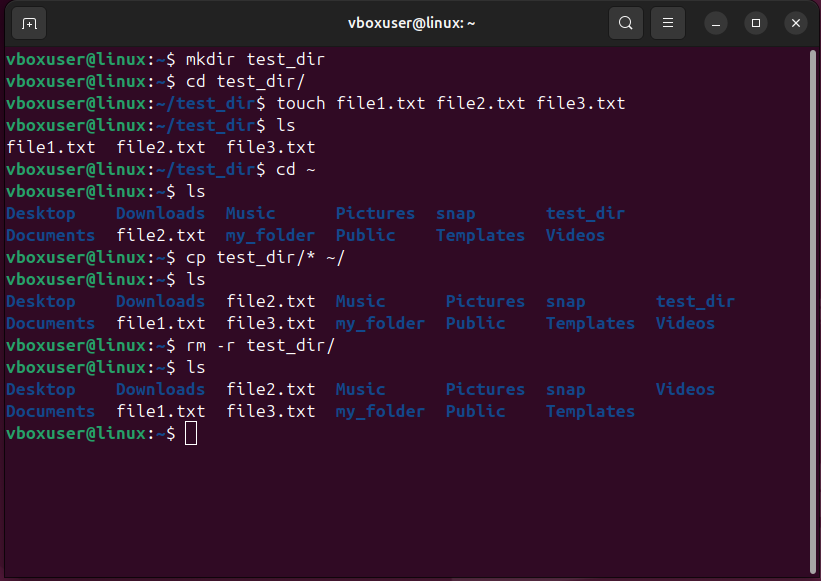 vboxuser@linux: ~
vboxuser@linux:~$ mkdir test_dir
vboxuser@linux:~$ cd test_dir/
vboxuser@linux:~/test_dir$ touch file1.txt file2.txt file3.txt
vboxuser@linux:~/test_dir$ ls
file1.txt  file2.txt  file3.txt
vboxuser@linux:~/test_dir$ cd ~
vboxuser@linux:~$ ls
Desktop    Downloads  Music      Pictures  snap       test_dir
Documents  file2.txt  my_folder  Public    Templates  Videos
vboxuser@linux:~$ cp test_dir/* ~/
vboxuser@linux:~$ ls
Desktop    Downloads  file2.txt  Music      Pictures  snap       test_dir
Documents  file1.txt  file3.txt  my_folder  Public    Templates  Videos
vboxuser@linux:~$ rm -r test_dir/
vboxuser@linux:~$ ls
Desktop    Downloads  file2.txt  Music      Pictures  snap       Videos
Documents  file1.txt  file3.txt  my_folder  Public    Templates
vboxuser@linux:~$